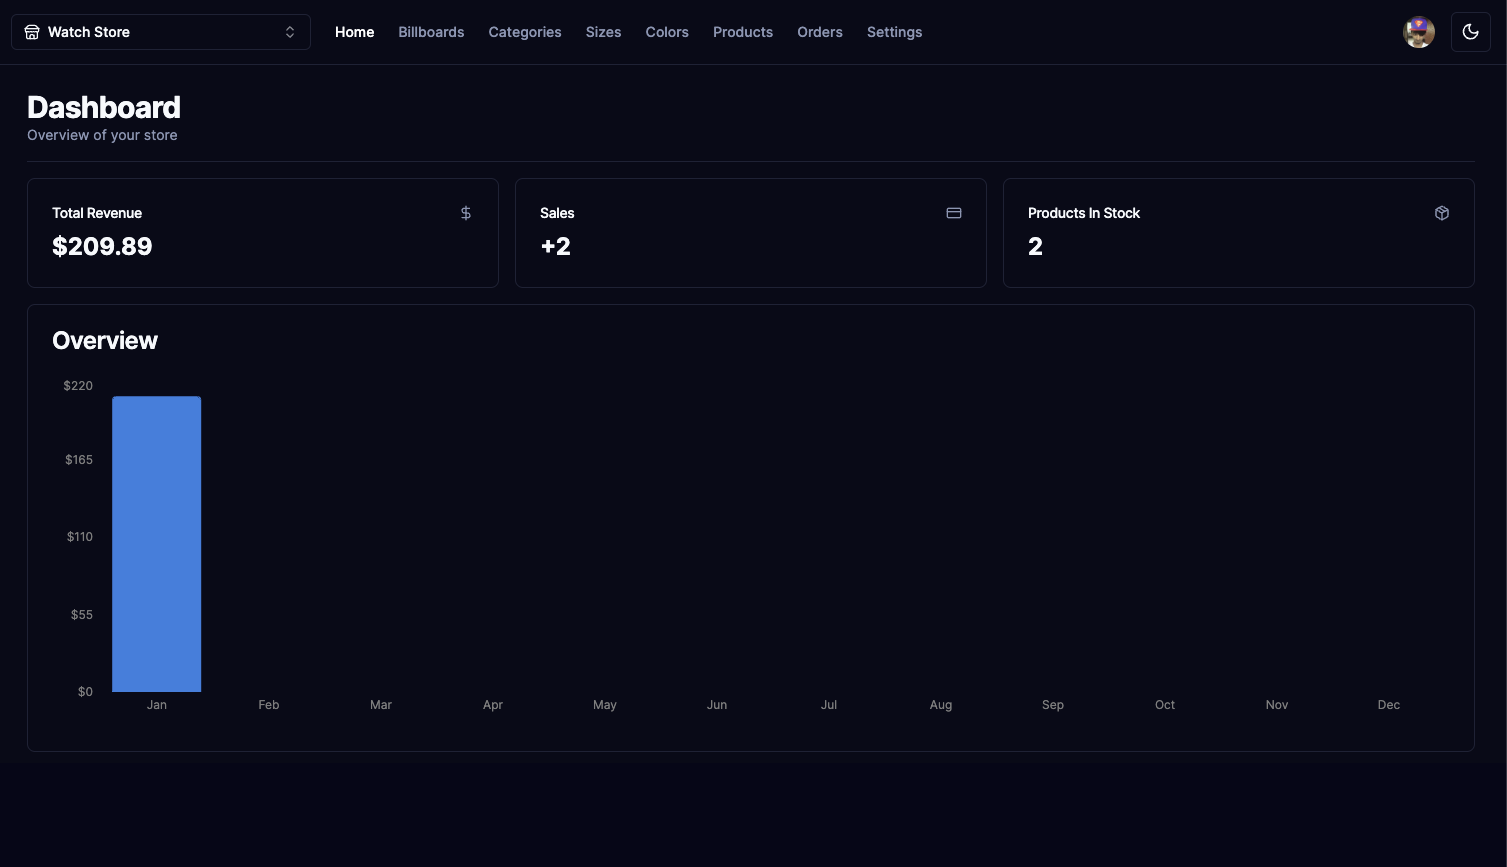 Watch Store Home Billboards Categories Sizes Colors Products Orders Settings
Dashboard
Overview of your store
Total Revenue
$209.89
Sales
+2
Products In Stock
2
Overview
$220
$165
$110
$55
$0
Jan Feb Mar Apr May Jun Jul Aug Sep Oct Nov Dec